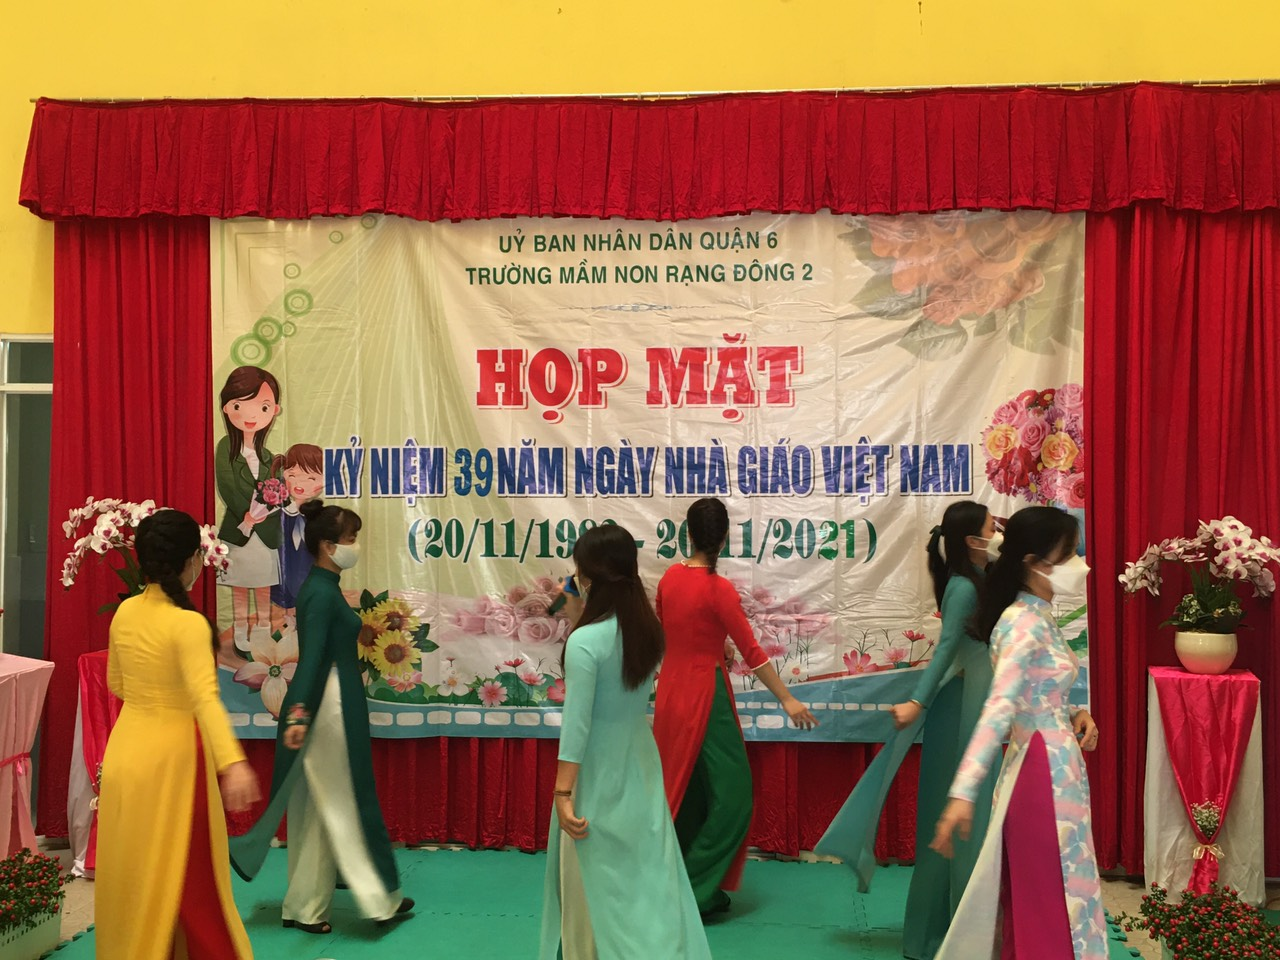 UỶ BAN NHÂN DÂN QUẬN 6
TRƯỜNG MẦM NON RẠNG ĐÔNG 2
HỌP MẶT
KỶ NIỆM 39 NĂM NGÀY NHÀ GIÁO VIỆT NAM
(20/11/19 - 20/11/2021)